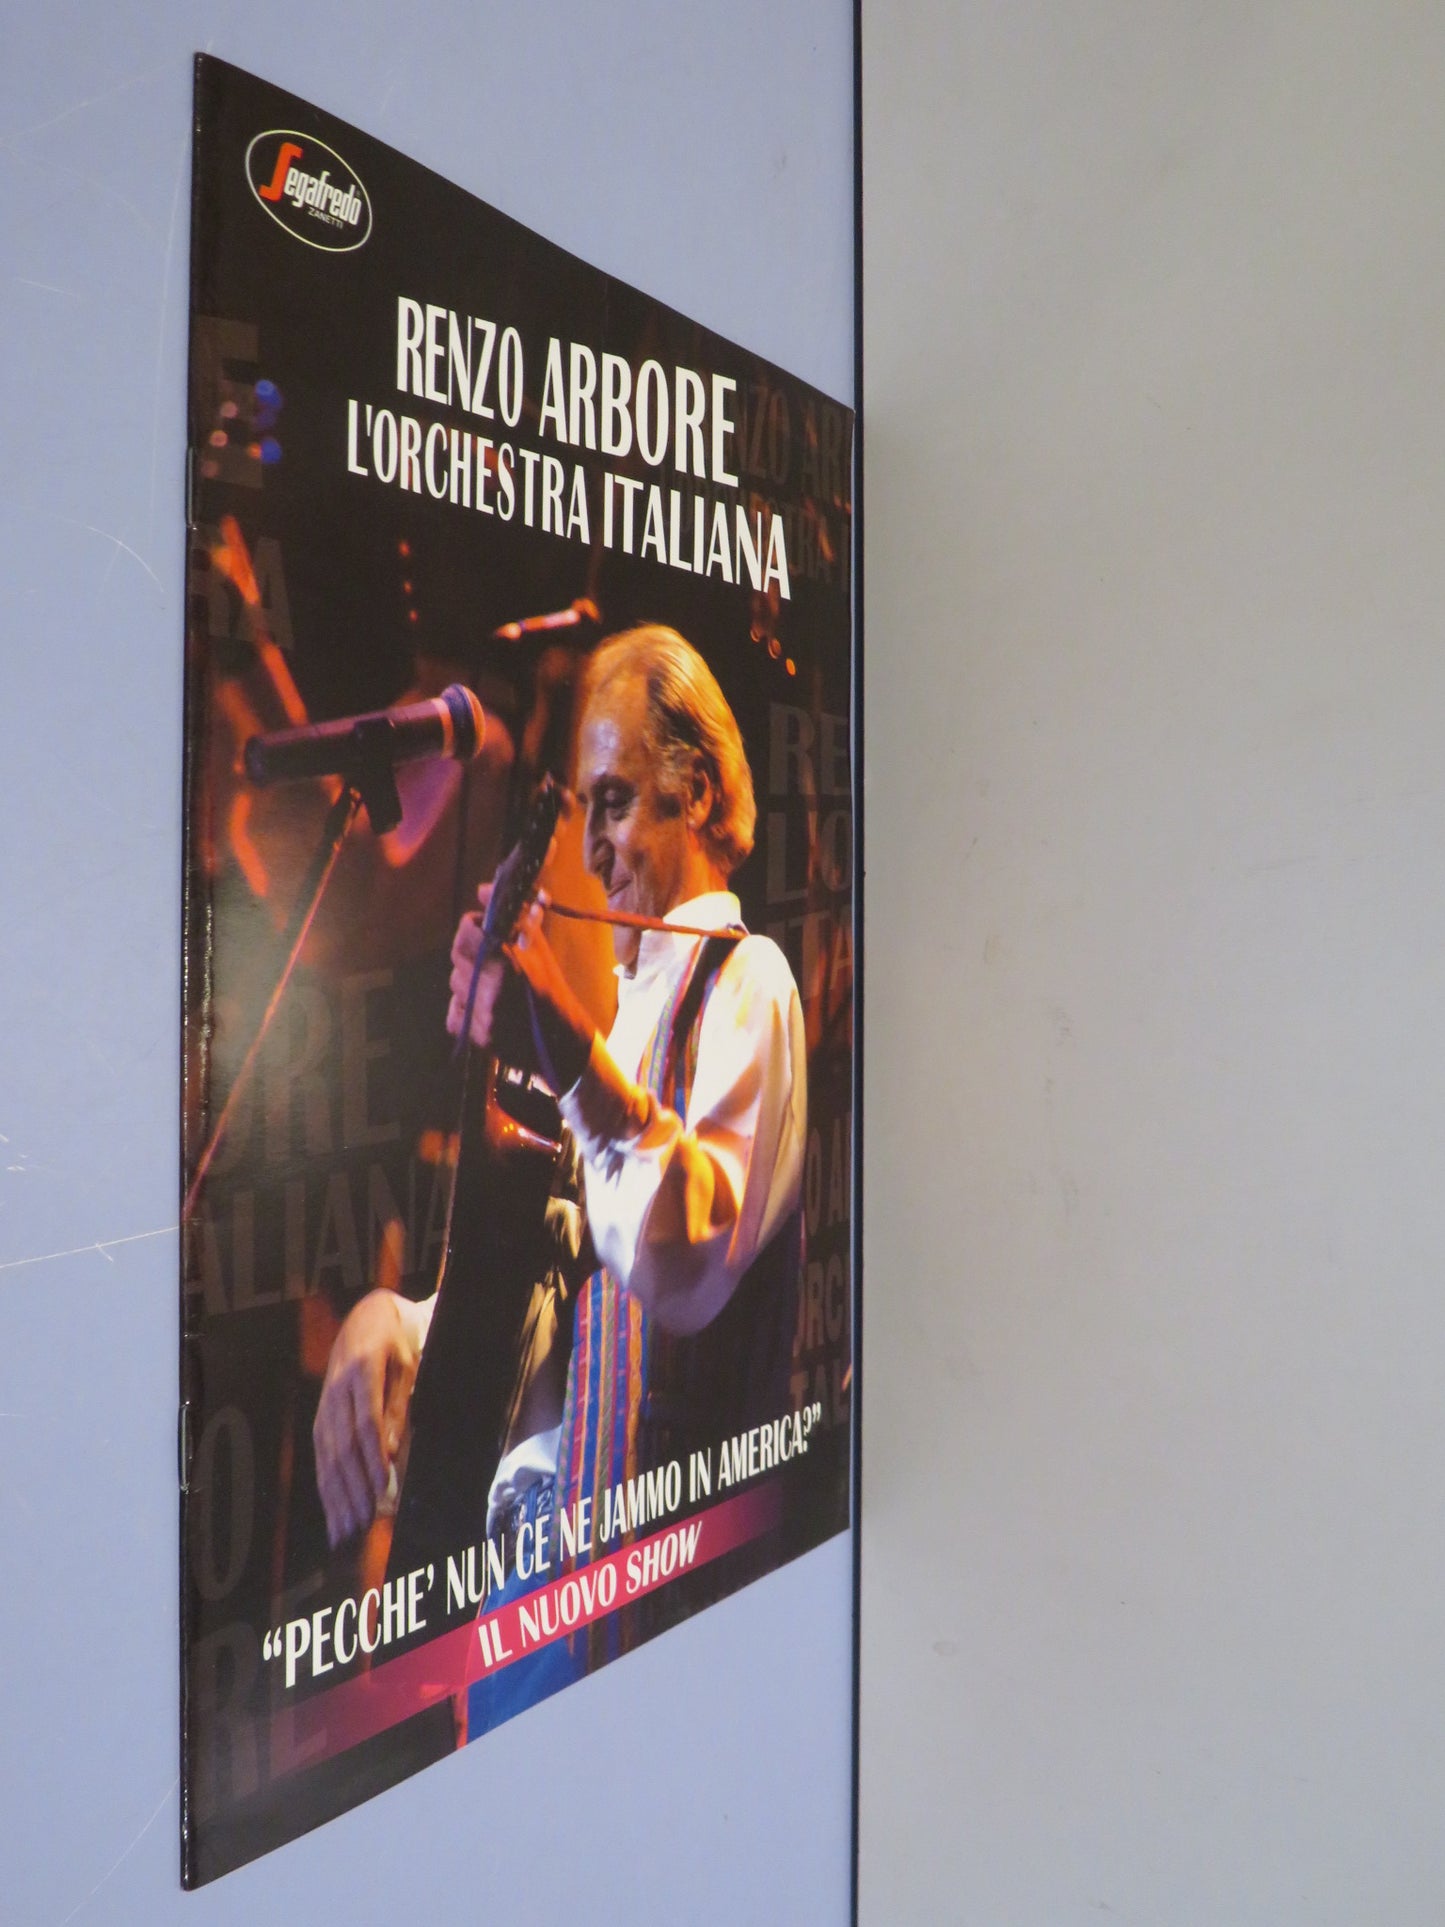 Segafredo
ZANETTI
RENZO ARBORE
L'ORCHESTRA ITALIANA
"PECCHE' NUN CE NE JAMMO IN AMERICA?"
IL NUOVO SHOW